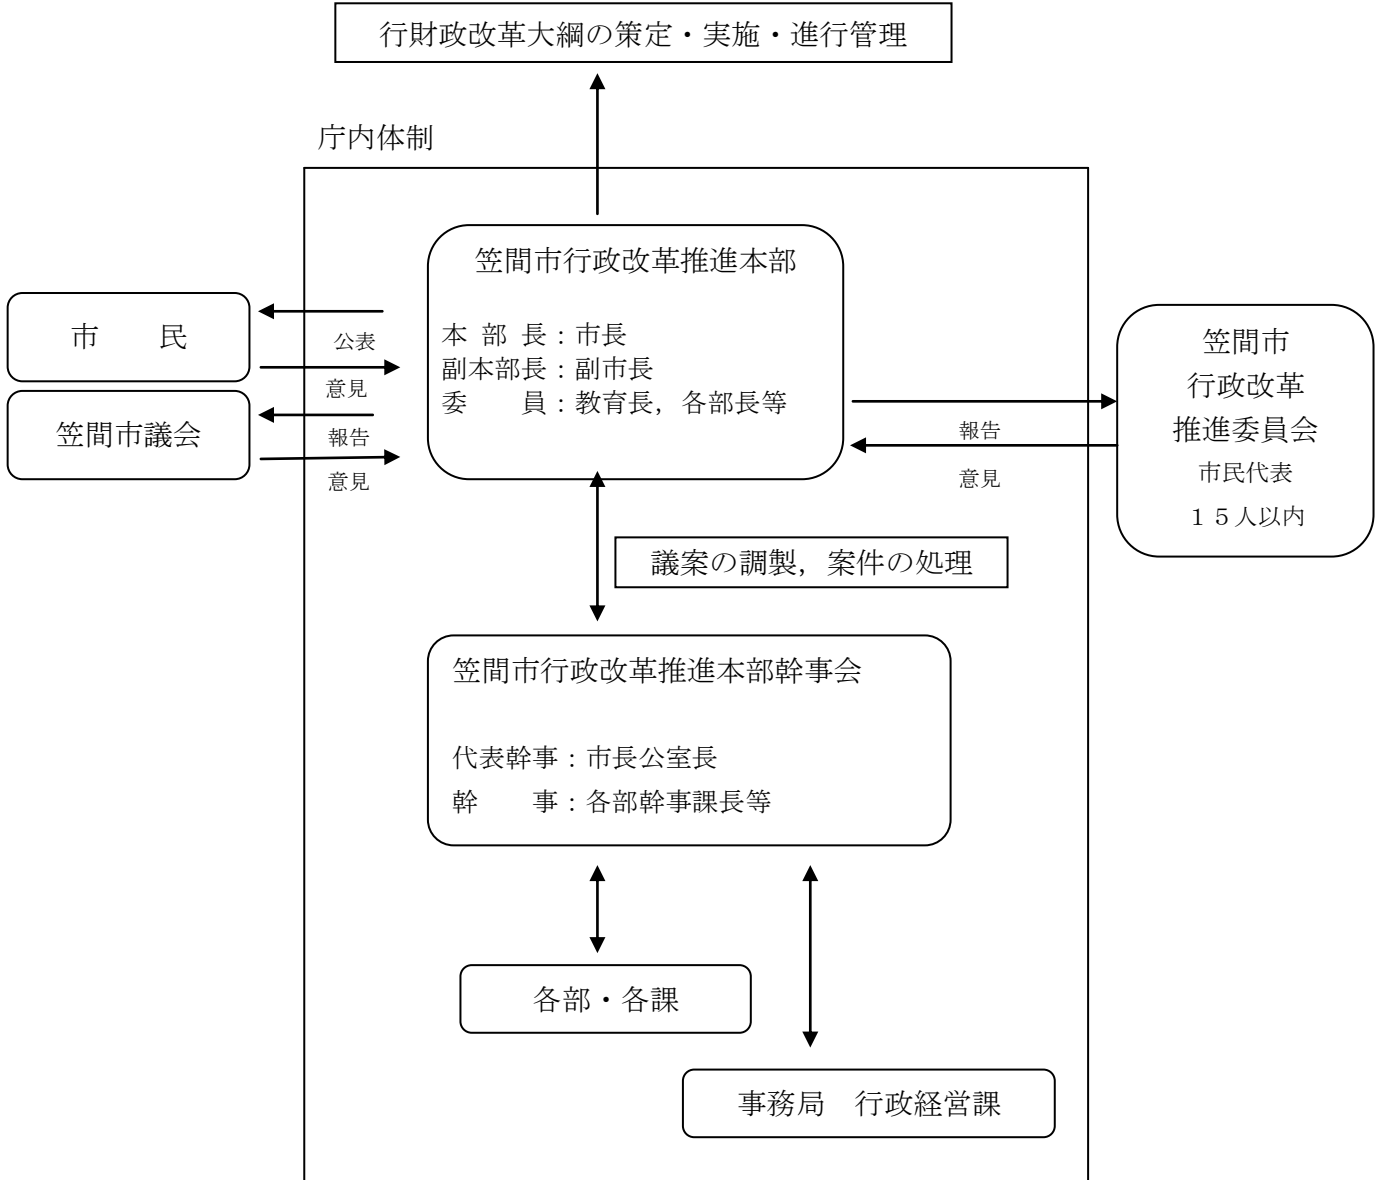 行財政改革大綱の策定・実施・進行管理
庁内体制
笠間市行政改革推進本部
本 部 長：市長
副本部長：副市長
委　　員：教育長，各部長等
市　　民
公表
意見
笠間市議会
報告
意見
報告
意見
笠間市
行政改革
推進委員会
市民代表
１５人以内
議案の調製，案件の処理
笠間市行政改革推進本部幹事会
代表幹事：市長公室長
幹　　事：各部幹事課長等
各部・各課
事務局　行政経営課